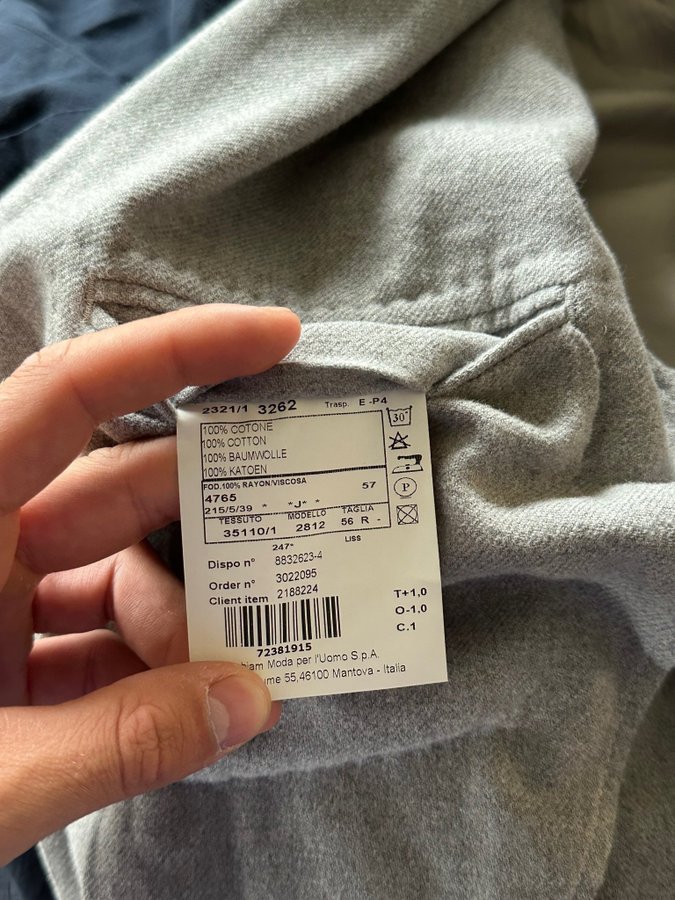 2321/1 3262 Trasp. E -P4
30°
100% COTONE
100% COTTON
100% BAUMWOLLE
100% KATOEN
P
FOD.100% RAYON/VISCOSA 57
4765
215/5/39 * *J* *
TESSUTO MODELLO TAGLIA
35110/1 2812 56 R -
247* LISS
Dispo n° 8832623-4
Order n° 3022095
Client item 2188224
T+1,0
O-1.0
C.1
72381915
Moda per l'Uomo S.p.A.
55,46100 Mantova - Italia